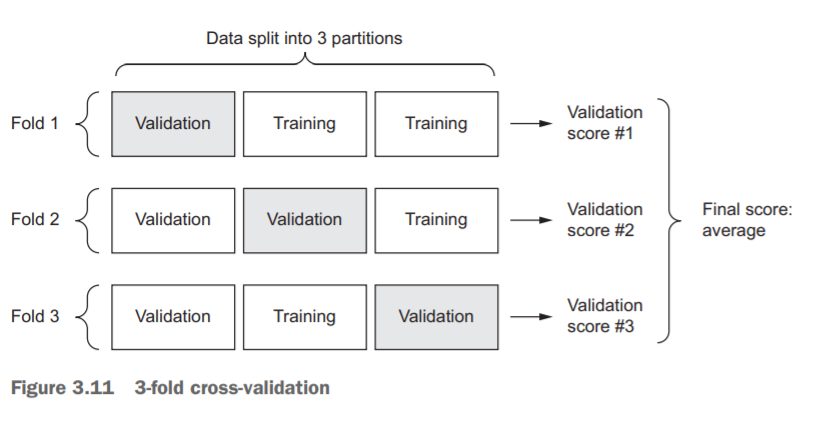 Data split into 3 partitions
Fold 1
Validation
Training
Training
Validation
score #1
Fold 2
Validation
Validation
Training
Validation
score #2
Final score:
average
Fold 3
Validation
Training
Validation
Validation
score #3
Figure 3.11 3-fold cross-validation